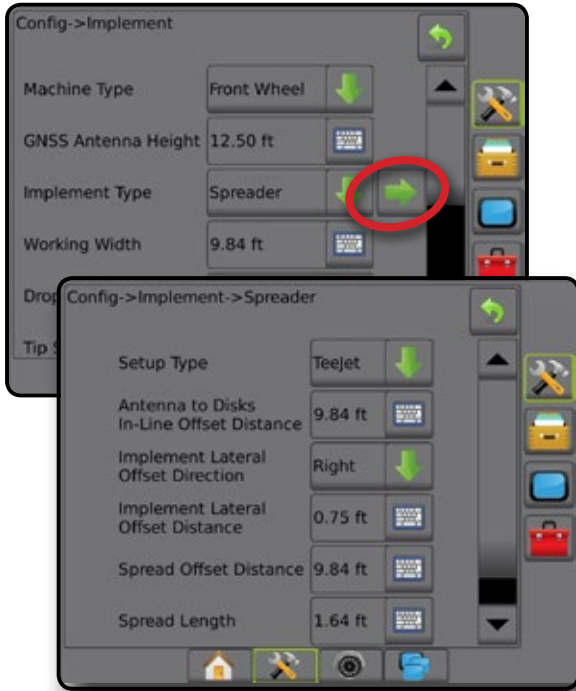 Config->Implement
Machine Type Front Wheel
GNSS Antenna Height 12.50 ft
Implement Type Spreader
Working Width 9.84 ft
Drop
Tip S
Config->Implement->Spreader
Setup Type TeeJet
Antenna to Disks
In-Line Offset Distance 9.84 ft
Implement Lateral
Offset Direction Right
Implement Lateral
Offset Distance 0.75 ft
Spread Offset Distance 9.84 ft
Spread Length 1.64 ft